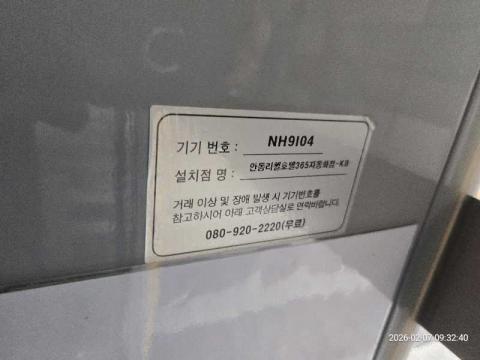 기기 번호 : NH9I04
설치점 명 : 안동리첼호텔365자동화점-KB
거래 이상 및 장애 발생 시 기기번호를
참고하시어 아래 고객상담실로 연락바랍니다.
080-920-2220(무료)
2026-02-07 09:32:40